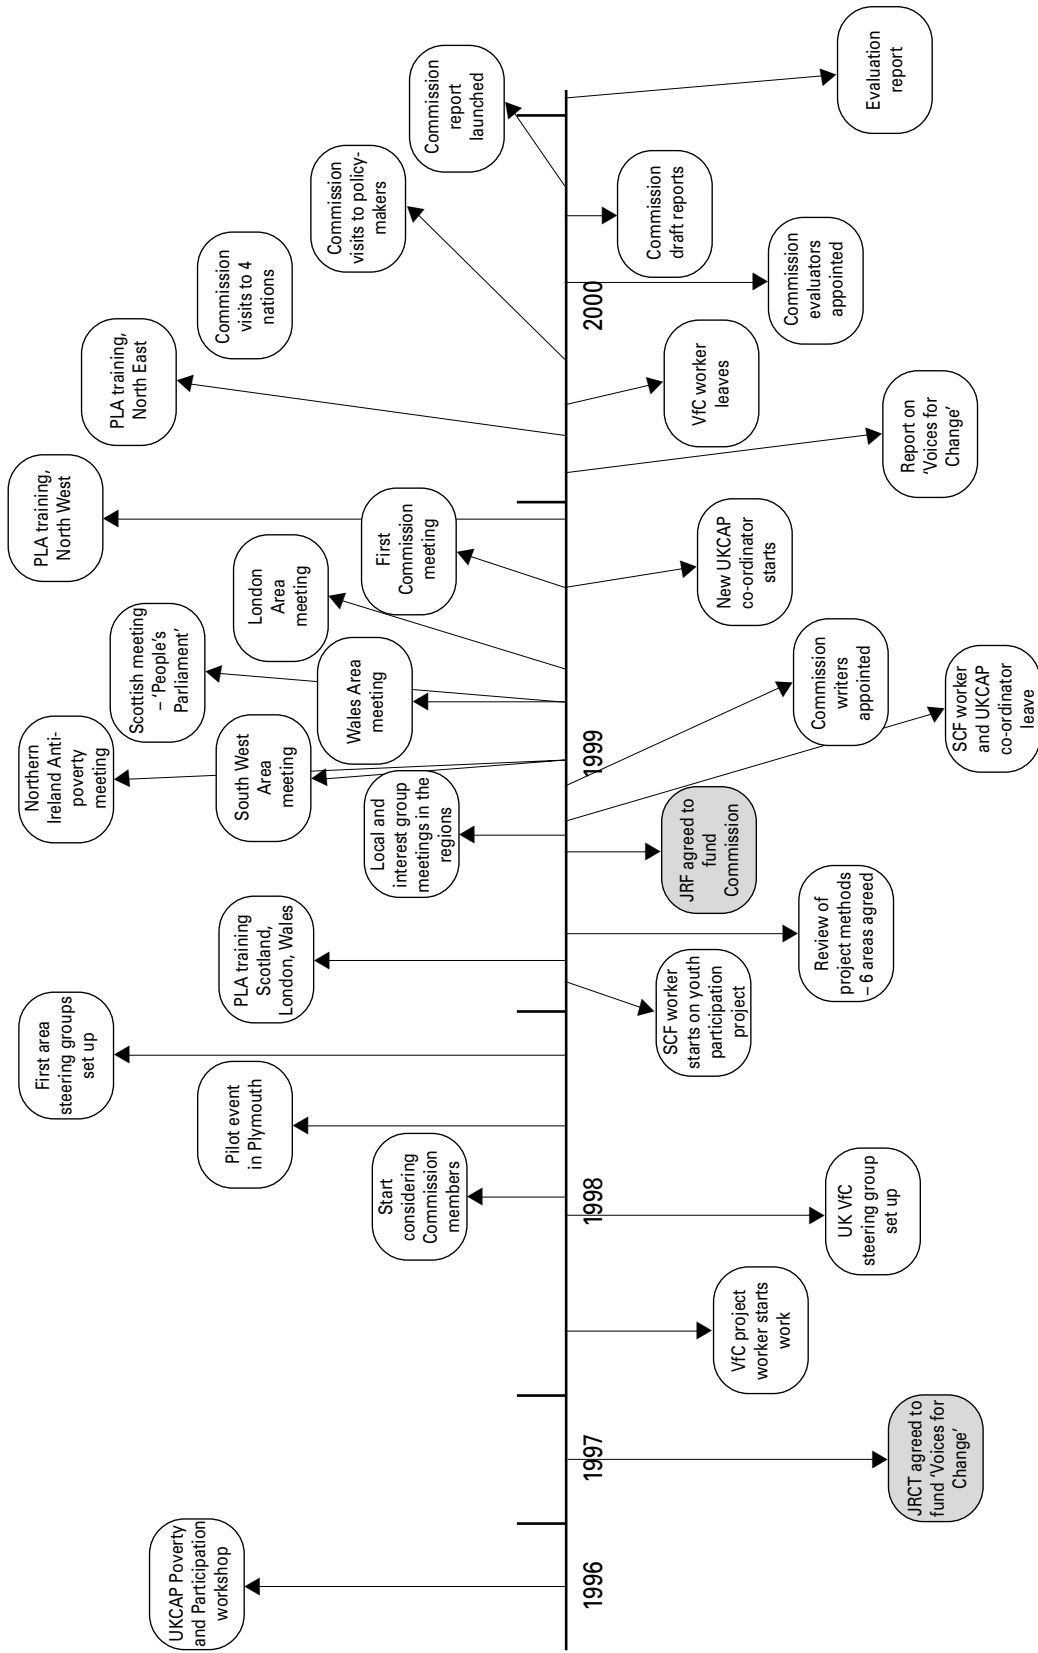 UKCAP Poverty
and Participation
workshop
First area
steering groups
set up
Pilot event
in Plymouth
Start
considering
Commission
members
PLA training
Scotland,
London, Wales
Northern
Ireland Anti-
poverty
meeting
South West
Area
meeting
Local and
interest group
meetings in the
regions
Scottish meeting
– ‘People’s
Parliament’
Wales Area
meeting
London
Area
meeting
First
Commission
meeting
PLA training,
North West
PLA training,
North East
Commission
visits to 4
nations
Commission
visits to policy-
makers
Commission
report
launched
1996
1997
1998
1999
2000
JRCT agreed to
fund ‘Voices for
Change’
VfC project
worker starts
work
UK VfC
steering group
set up
SCF worker
starts on youth
participation
project
Review of
project methods
– 6 areas agreed
JRF agreed to
fund
Commission
SCF worker
and UKCAP
co-ordinator
leave
Commission
writers
appointed
New UKCAP
co-ordinator
starts
Report on
‘Voices for
Change’
VfC worker
leaves
Commission
evaluators
appointed
Commission
draft reports
Evaluation
report